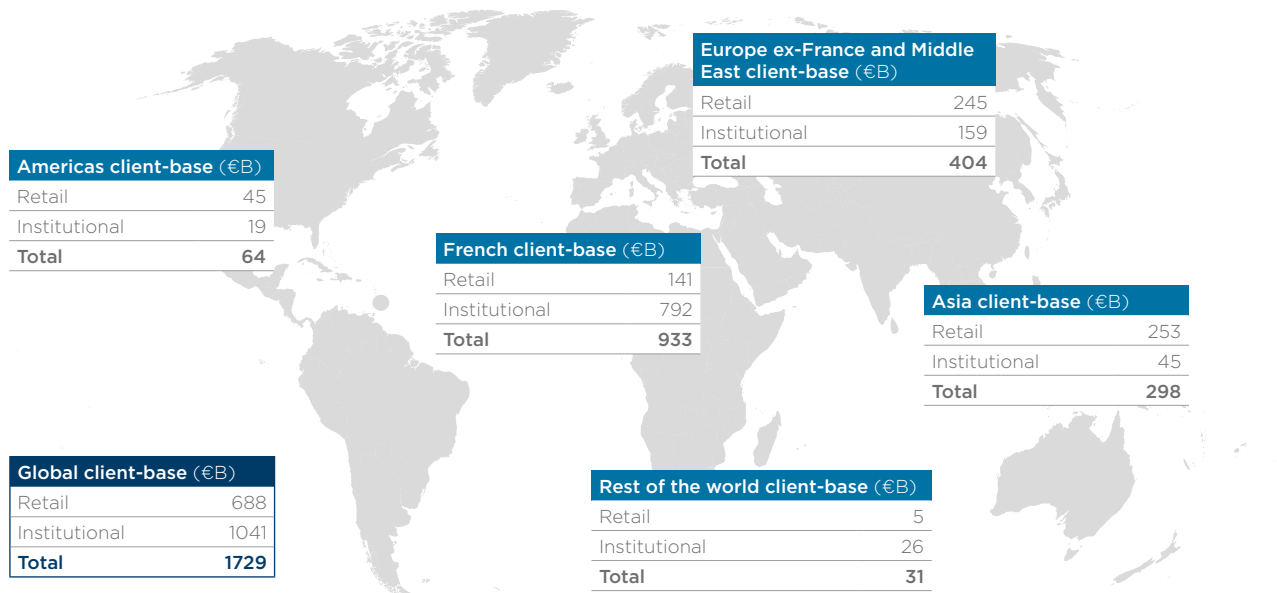 Europe ex-France and Middle
East client-base (€B)
Retail 245
Institutional 159
Total 404
Americas client-base (€B)
Retail 45
Institutional 19
Total 64
French client-base (€B)
Retail 141
Institutional 792
Total 933
Asia client-base (€B)
Retail 253
Institutional 45
Total 298
Global client-base (€B)
Retail 688
Institutional 1041
Total 1729
Rest of the world client-base (€B)
Retail 5
Institutional 26
Total 31